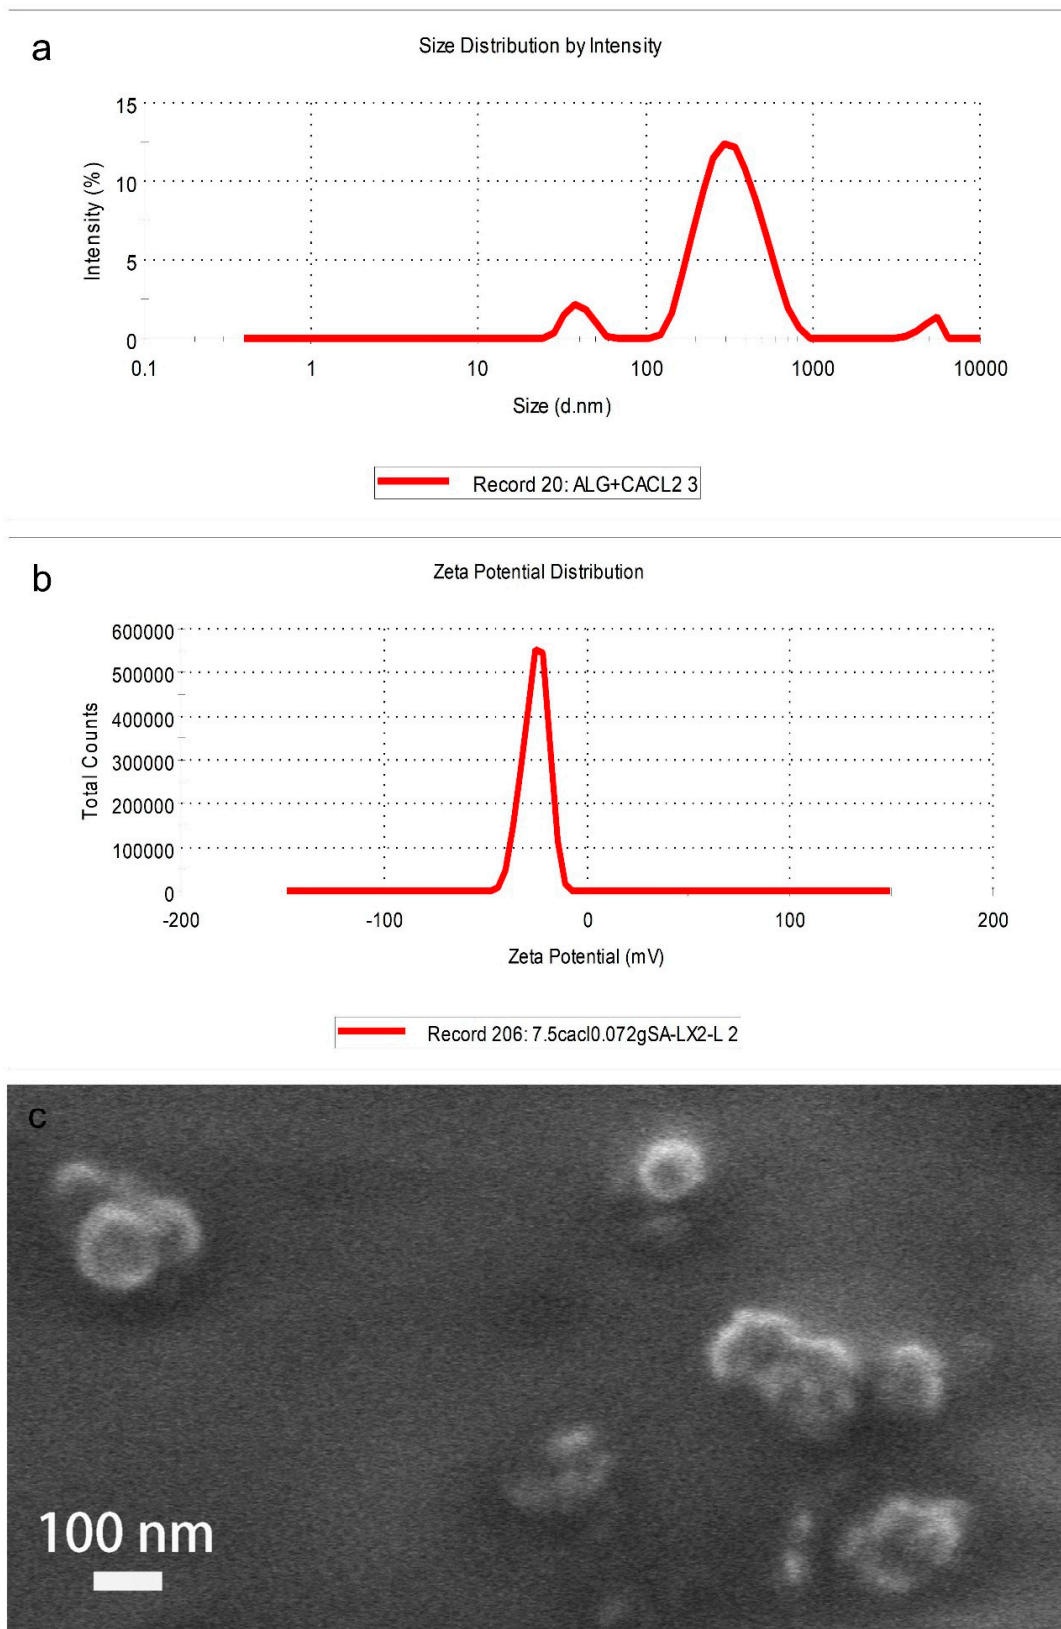 a
Size Distribution by Intensity
15
10
5
0
Intensity (%)
0.1 1 10 100 1000 10000
Size (d.nm)
Record 20: ALG+CACL2 3
b
Zeta Potential Distribution
600000
500000
400000
300000
200000
100000
0
Total Counts
-200 -100 0 100 200
Zeta Potential (mV)
Record 206: 7.5cacl0.072gSA-LX2-L 2
c
100 nm